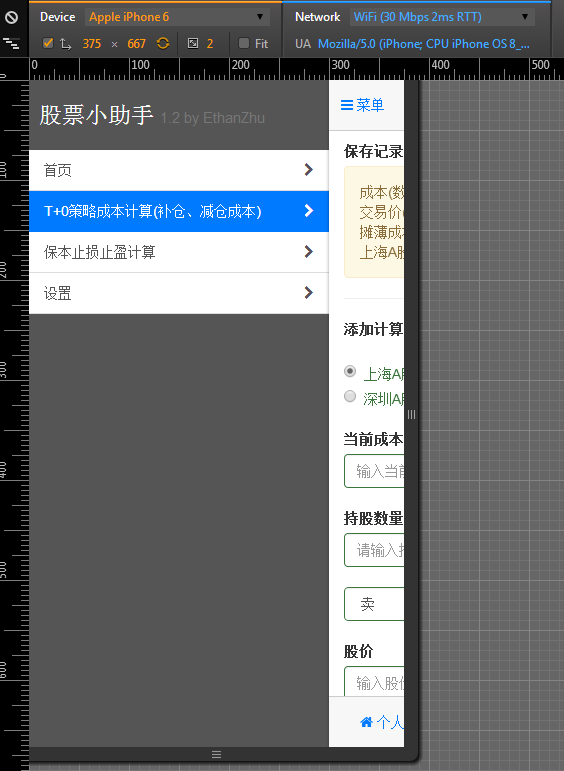 Device Apple iPhone 6 Network WiFi (30 Mbps 2ms RTT)
375 × 667 2 Fit UA Mozilla/5.0 (iPhone; CPU iPhone OS 8_...
0 100 200 300 400 500
0
100
200
300
400
500
600
股票小助手 1.2 by EthanZhu
首页
T+0策略成本计算(补仓、减仓成本)
保本止损止盈计算
设置
菜单
保存记录
成本(数
交易价(
摊薄成
上海A股
添加计算
上海A股
深圳A股
当前成本
输入当前
持股数量
请输入持
卖
股价
输入股价
个人